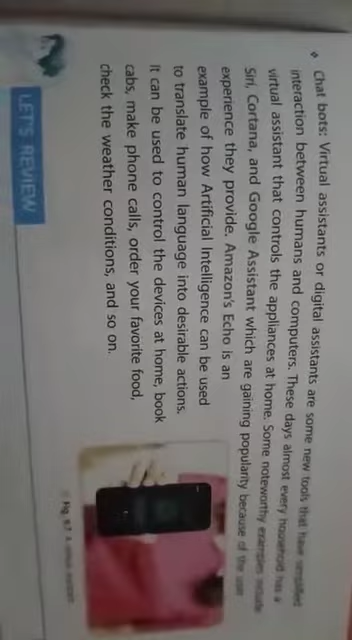 ❖ Chat bots: Virtual assistants or digital assistants are some new tools that have simplified
interaction between humans and computers. These days almost every household has a
virtual assistant that controls the appliances at home. Some noteworthy examples include
Siri, Cortana, and Google Assistant which are gaining popularity because of the user
experience they provide. Amazon's Echo is an
example of how Artificial Intelligence can be used
to translate human language into desirable actions.
It can be used to control the devices at home, book
cabs, make phone calls, order your favorite food,
check the weather conditions, and so on.
Fig. 6.7 A virtual assistant
LET'S REVIEW